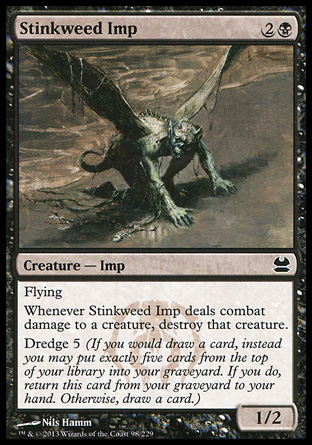 Stinkweed Imp 2
Creature — Imp
Flying
Whenever Stinkweed Imp deals combat
damage to a creature, destroy that creature.
Dredge 5 (If you would draw a card, instead
you may put exactly five cards from the top
of your library into your graveyard. If you do,
return this card from your graveyard to your
hand. Otherwise, draw a card.)
Nils Hamm
™ & © 2013 Wizards of the Coast 98/229
1/2